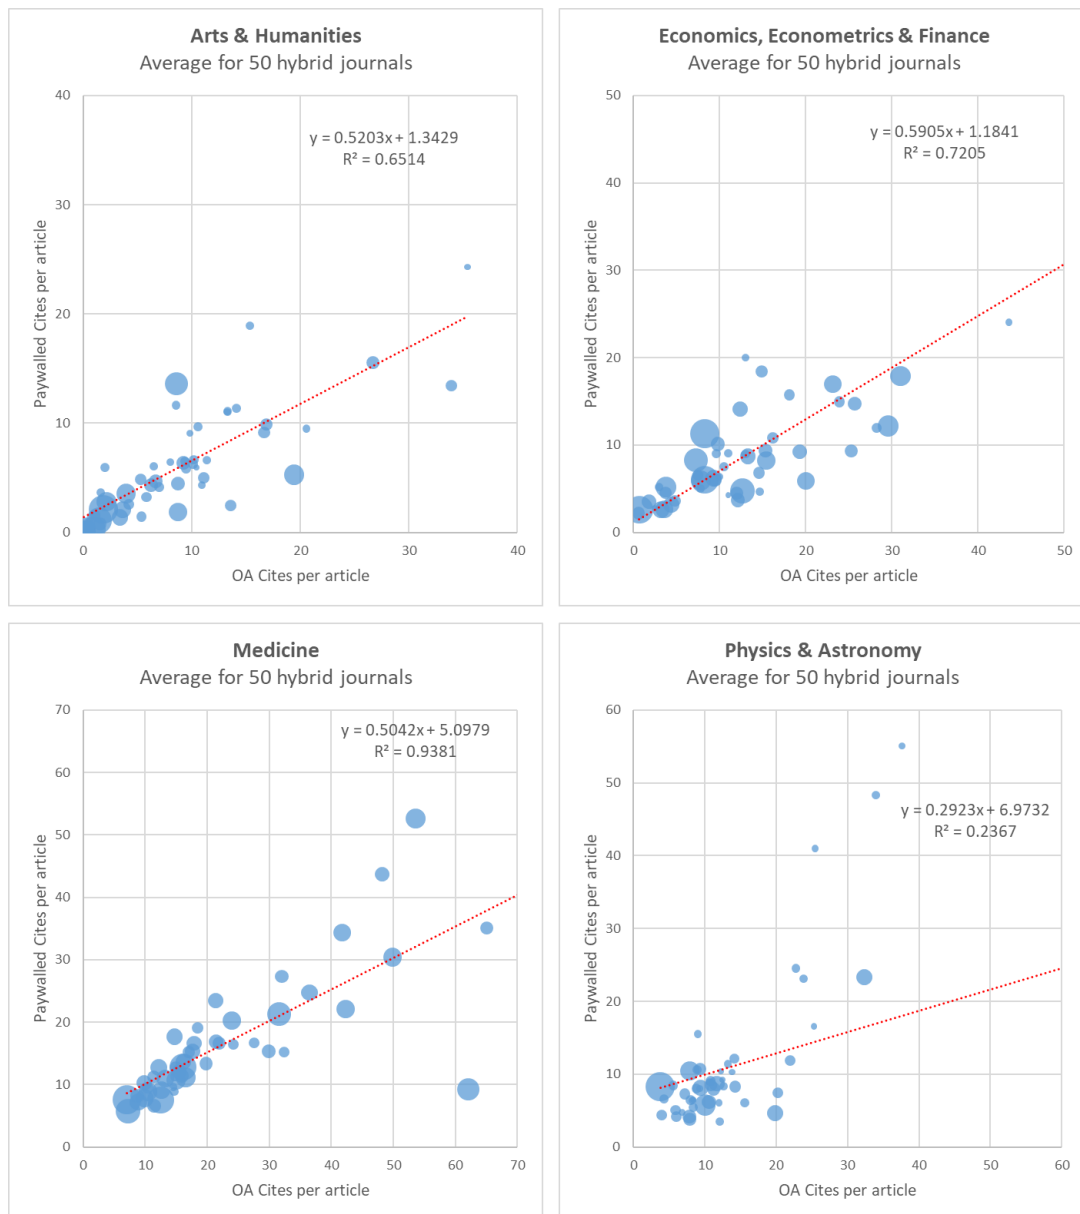 Arts & Humanities
Average for 50 hybrid journals
40
30
20
10
0
Paywalled Cites per article
y = 0.5203x + 1.3429
R² = 0.6514
0 10 20 30 40
OA Cites per article
Economics, Econometrics & Finance
Average for 50 hybrid journals
50
40
30
20
10
0
Paywalled Cites per article
y = 0.5905x + 1.1841
R² = 0.7205
0 10 20 30 40 50
OA Cites per article
Medicine
Average for 50 hybrid journals
70
60
50
40
30
20
10
0
Paywalled Cites per article
y = 0.5042x + 5.0979
R² = 0.9381
0 10 20 30 40 50 60 70
OA Cites per article
Physics & Astronomy
Average for 50 hybrid journals
60
50
40
30
20
10
0
Paywalled Cites per article
y = 0.2923x + 6.9732
R² = 0.2367
0 10 20 30 40 50 60
OA Cites per article